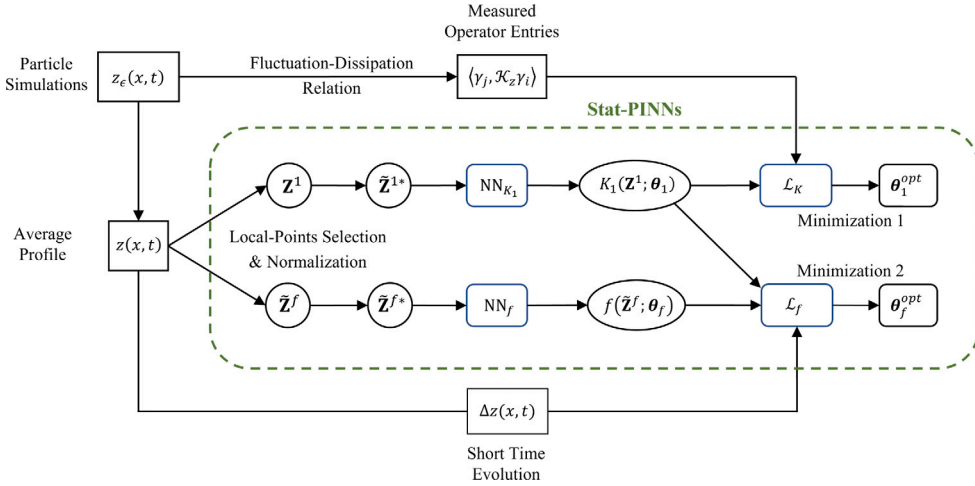 Measured
Operator Entries
Particle
Simulations
z_ϵ(x, t)
Fluctuation-Dissipation
Relation
⟨γ_j, 𝒦_z γ_i⟩
Stat-PINNs
Z^1
Z̃^{1*}
NN_{K_1}
K_1(Z^1; θ_1)
ℒ_K
θ_1^{opt}
Minimization 1
Average
Profile
z(x, t)
Local-Points Selection
& Normalization
Minimization 2
Z̃^f
Z̃^{f*}
NN_f
f(Z̃^f; θ_f)
ℒ_f
θ_f^{opt}
Δz(x, t)
Short Time
Evolution